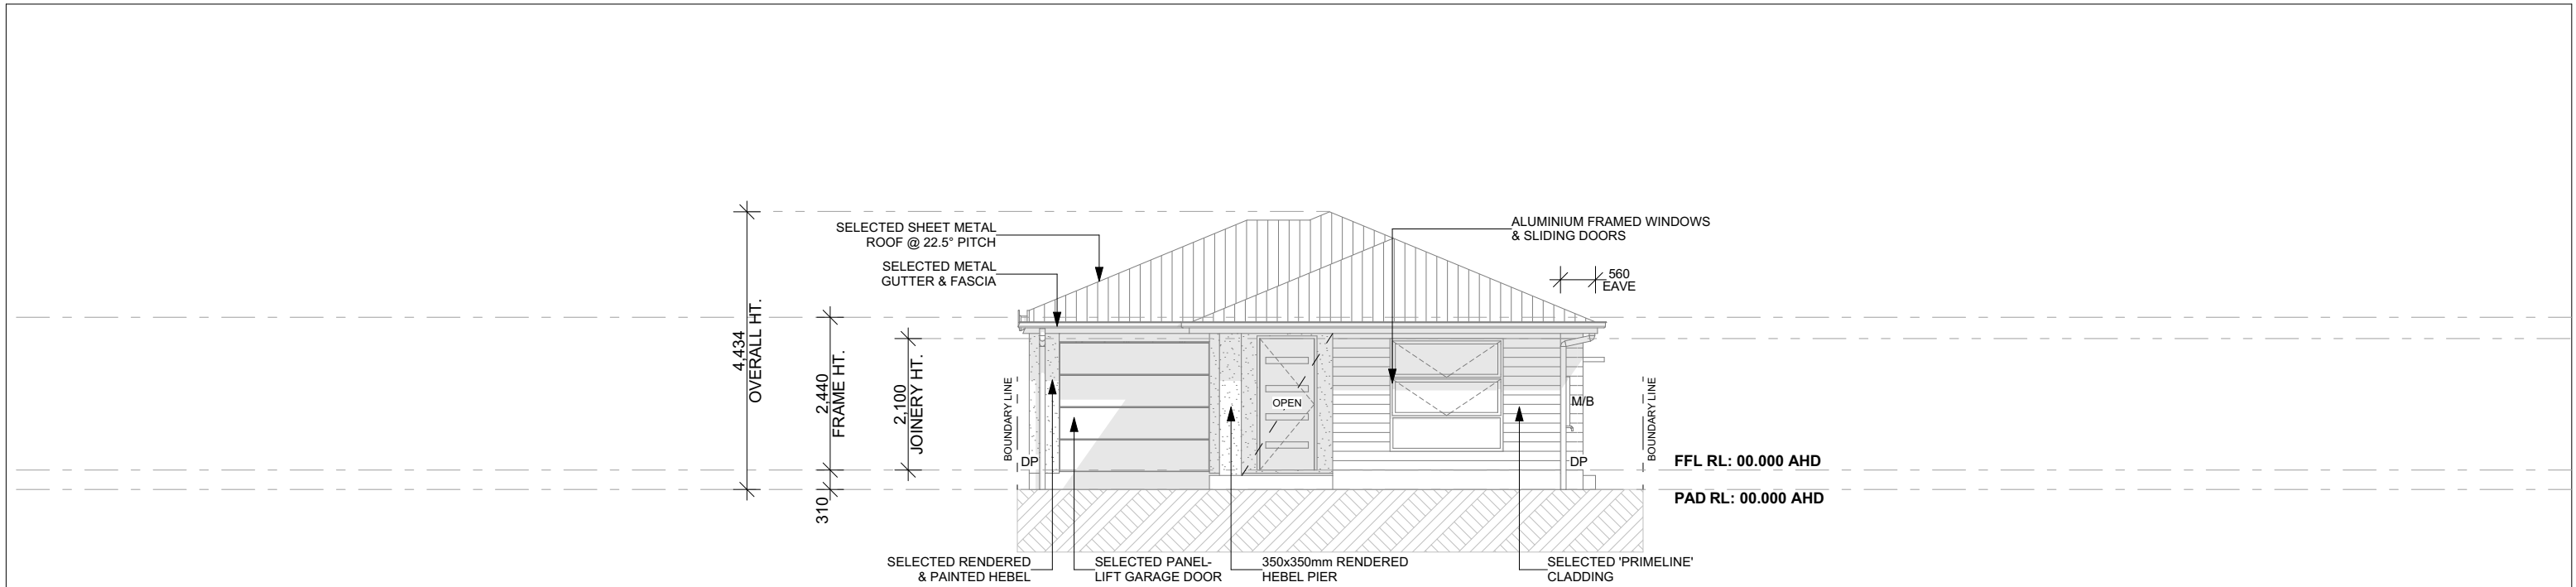 SELECTED SHEET METAL
ROOF @ 22.5° PITCH
SELECTED METAL
GUTTER & FASCIA
ALUMINIUM FRAMED WINDOWS
& SLIDING DOORS
560
EAVE
4,434
OVERALL HT.
2,440
FRAME HT.
2,100
JOINERY HT.
310
BOUNDARY LINE
DP
OPEN
M/B
DP
BOUNDARY LINE
FFL RL: 00.000 AHD
PAD RL: 00.000 AHD
SELECTED RENDERED
& PAINTED HEBEL
SELECTED PANEL-
LIFT GARAGE DOOR
350x350mm RENDERED
HEBEL PIER
SELECTED 'PRIMELINE'
CLADDING